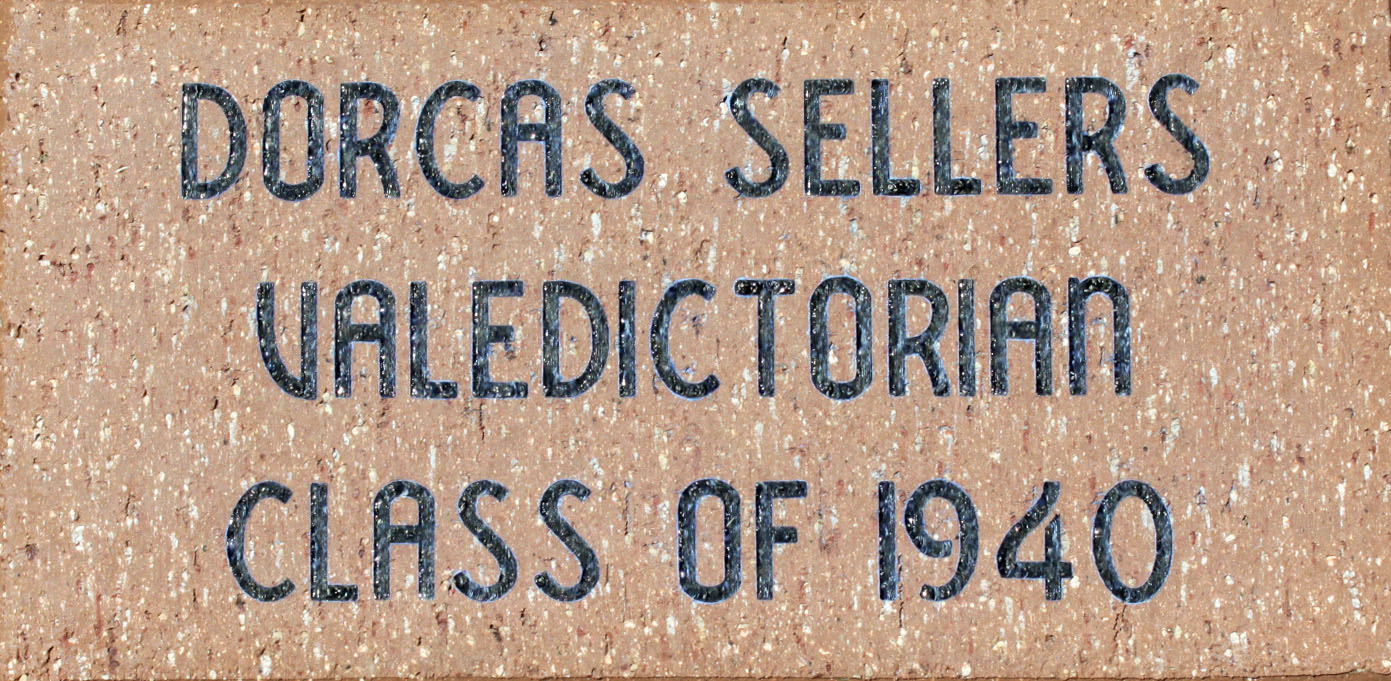 DORCAS SELLERS
VALEDICTORIAN
CLASS OF 1940